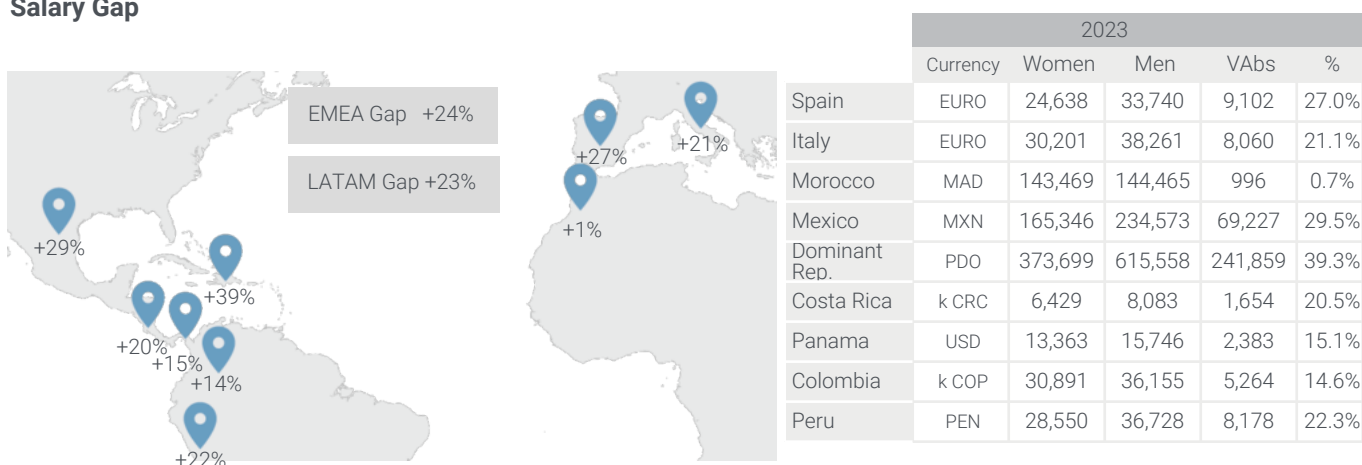 Salary Gap
EMEA Gap +24%
LATAM Gap +23%
+29%
+39%
+20%
+15%
+14%
+22%
+27%
+21%
+1%
2023
Currency Women Men VAbs %
Spain EURO 24,638 33,740 9,102 27.0%
Italy EURO 30,201 38,261 8,060 21.1%
Morocco MAD 143,469 144,465 996 0.7%
Mexico MXN 165,346 234,573 69,227 29.5%
Dominant
Rep. PDO 373,699 615,558 241,859 39.3%
Costa Rica k CRC 6,429 8,083 1,654 20.5%
Panama USD 13,363 15,746 2,383 15.1%
Colombia k COP 30,891 36,155 5,264 14.6%
Peru PEN 28,550 36,728 8,178 22.3%